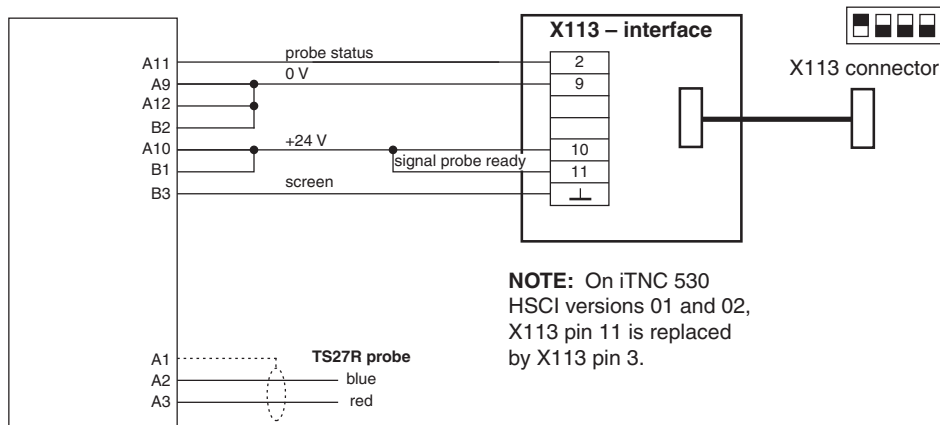 X113 – interface
X113 connector
A11 probe status 2
A9 0 V 9
A12
B2
A10 +24 V 10
B1 signal probe ready 11
B3 screen
NOTE: On iTNC 530
HSCI versions 01 and 02,
X113 pin 11 is replaced
by X113 pin 3.
A1 TS27R probe
A2 blue
A3 red